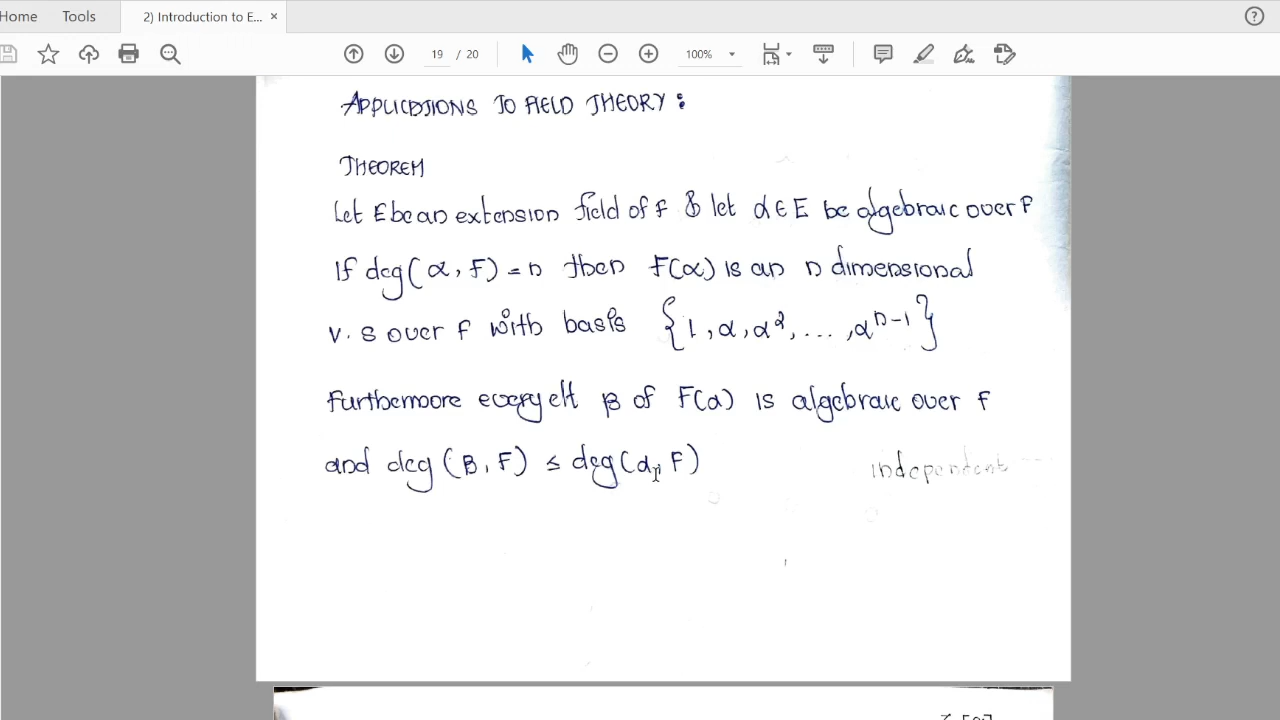 Home Tools 2) Introduction to E... ×
19 / 20 100%
APPLICATIONS TO FIELD THEORY :
THEOREM
Let E be an extension field of F & let α ∈ E be algebraic over F
If deg(α, F) = n then F(α) is an n dimensional
v.s over F with basis {1, α, α², ..., αⁿ⁻¹}
Furthermore every elt β of F(α) is algebraic over F
and deg(β, F) ≤ deg(α, F)
independent